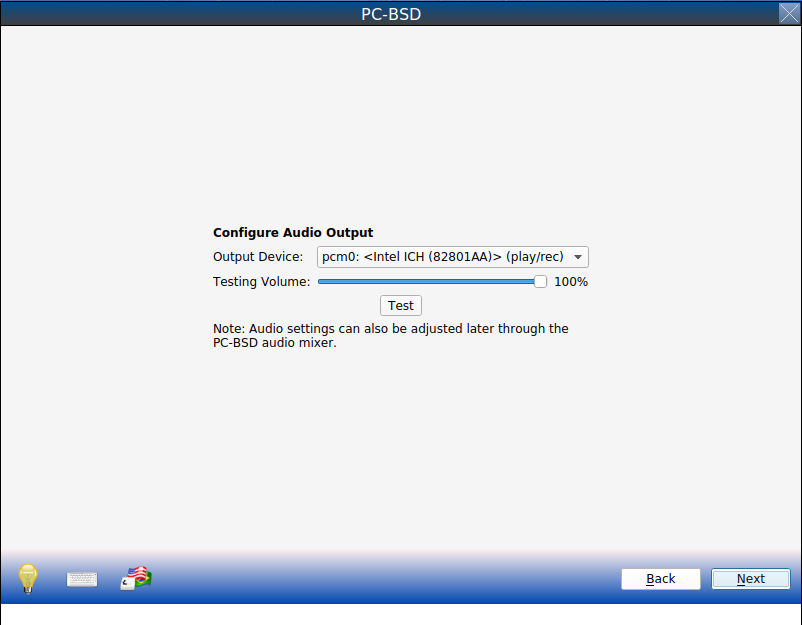 PC-BSD
Configure Audio Output
Output Device: pcm0: <Intel ICH (82801AA)> (play/rec)
Testing Volume: 100%
Test
Note: Audio settings can also be adjusted later through the
PC-BSD audio mixer.
Back Next